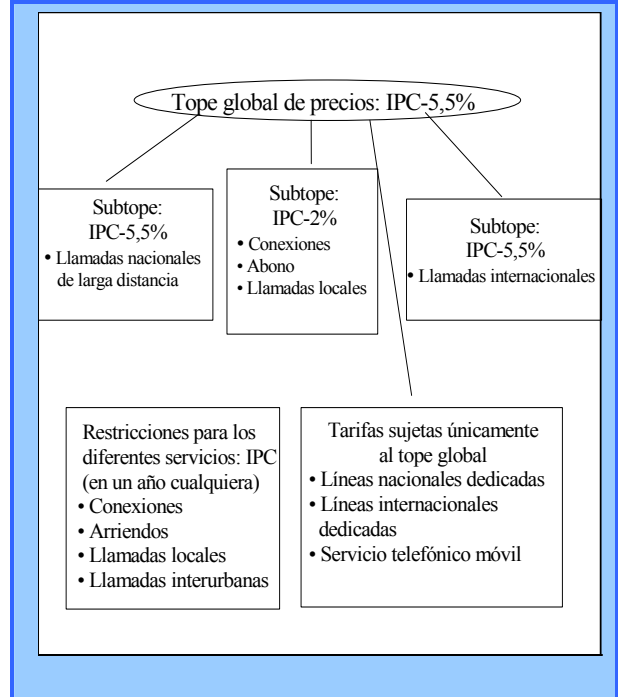 Tope global de precios: IPC-5,5%
Subtope:
IPC-5,5%
• Llamadas nacionales
de larga distancia
Subtope:
IPC-2%
• Conexiones
• Abono
• Llamadas locales
Subtope:
IPC-5,5%
• Llamadas internacionales
Restricciones para los
diferentes servicios: IPC
(en un año cualquiera)
• Conexiones
• Arriendos
• Llamadas locales
• Llamadas interurbanas
Tarifas sujetas únicamente
al tope global
• Líneas nacionales dedicadas
• Líneas internacionales
dedicadas
• Servicio telefónico móvil